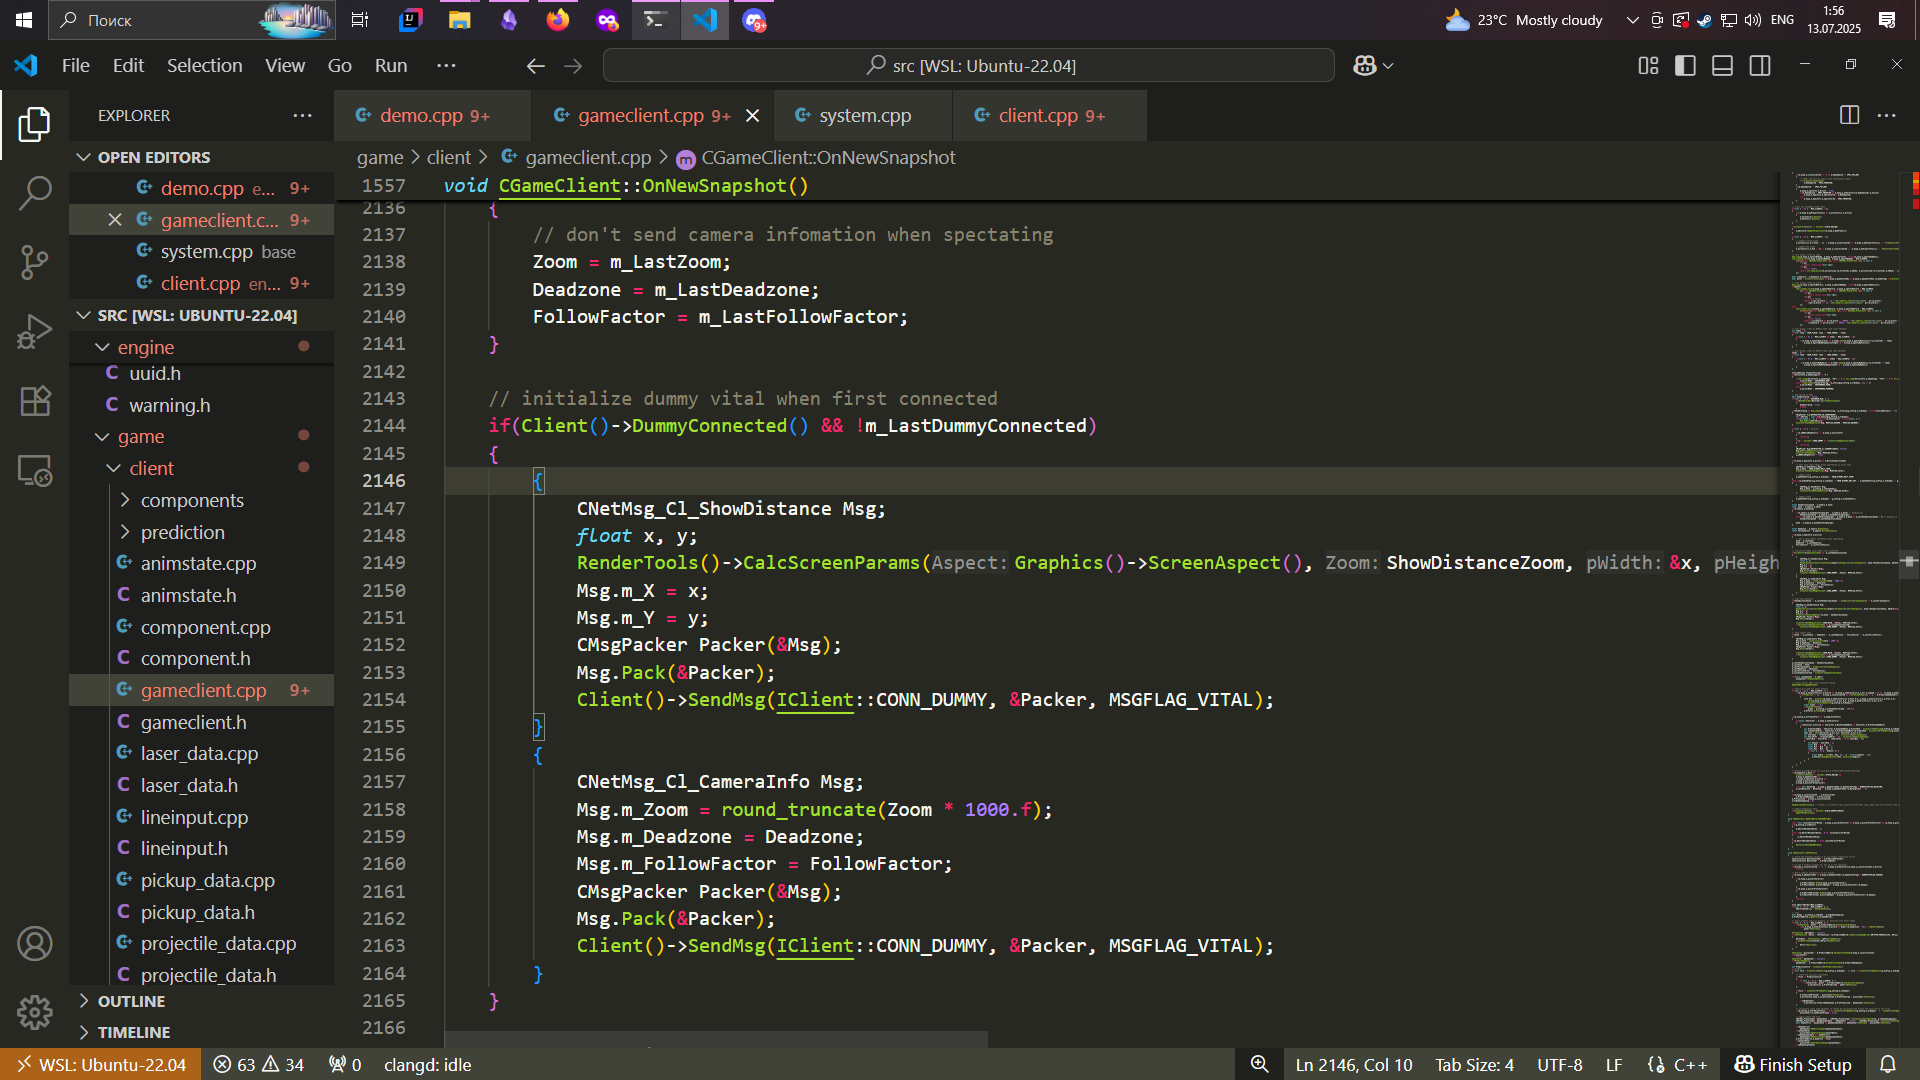 Поиск
9+
23°C Mostly cloudy
ENG
1:56
13.07.2025
File Edit Selection View Go Run ···
src [WSL: Ubuntu-22.04]
EXPLORER
demo.cpp 9+
gameclient.cpp 9+
system.cpp
client.cpp 9+
OPEN EDITORS
demo.cpp e... 9+
gameclient.c... 9+
system.cpp base
client.cpp en... 9+
SRC [WSL: UBUNTU-22.04]
engine
uuid.h
warning.h
game
client
components
prediction
animstate.cpp
animstate.h
component.cpp
component.h
gameclient.cpp 9+
gameclient.h
laser_data.cpp
laser_data.h
lineinput.cpp
lineinput.h
pickup_data.cpp
pickup_data.h
projectile_data.cpp
projectile_data.h
OUTLINE
TIMELINE
game > client > gameclient.cpp > CGameClient::OnNewSnapshot
1557 void CGameClient::OnNewSnapshot()
2136 {
2137 // don't send camera infomation when spectating
2138 Zoom = m_LastZoom;
2139 Deadzone = m_LastDeadzone;
2140 FollowFactor = m_LastFollowFactor;
2141 }
2142
2143 // initialize dummy vital when first connected
2144 if(Client()->DummyConnected() && !m_LastDummyConnected)
2145 {
2146 {
2147 CNetMsg_Cl_ShowDistance Msg;
2148 float x, y;
2149 RenderTools()->CalcScreenParams(Aspect: Graphics()->ScreenAspect(), Zoom: ShowDistanceZoom, pWidth: &x, pHeigh
2150 Msg.m_X = x;
2151 Msg.m_Y = y;
2152 CMsgPacker Packer(&Msg);
2153 Msg.Pack(&Packer);
2154 Client()->SendMsg(IClient::CONN_DUMMY, &Packer, MSGFLAG_VITAL);
2155 }
2156 {
2157 CNetMsg_Cl_CameraInfo Msg;
2158 Msg.m_Zoom = round_truncate(Zoom * 1000.f);
2159 Msg.m_Deadzone = Deadzone;
2160 Msg.m_FollowFactor = FollowFactor;
2161 CMsgPacker Packer(&Msg);
2162 Msg.Pack(&Packer);
2163 Client()->SendMsg(IClient::CONN_DUMMY, &Packer, MSGFLAG_VITAL);
2164 }
2165 }
2166
WSL: Ubuntu-22.04 63 34 0 clangd: idle Ln 2146, Col 10 Tab Size: 4 UTF-8 LF {} C++ Finish Setup